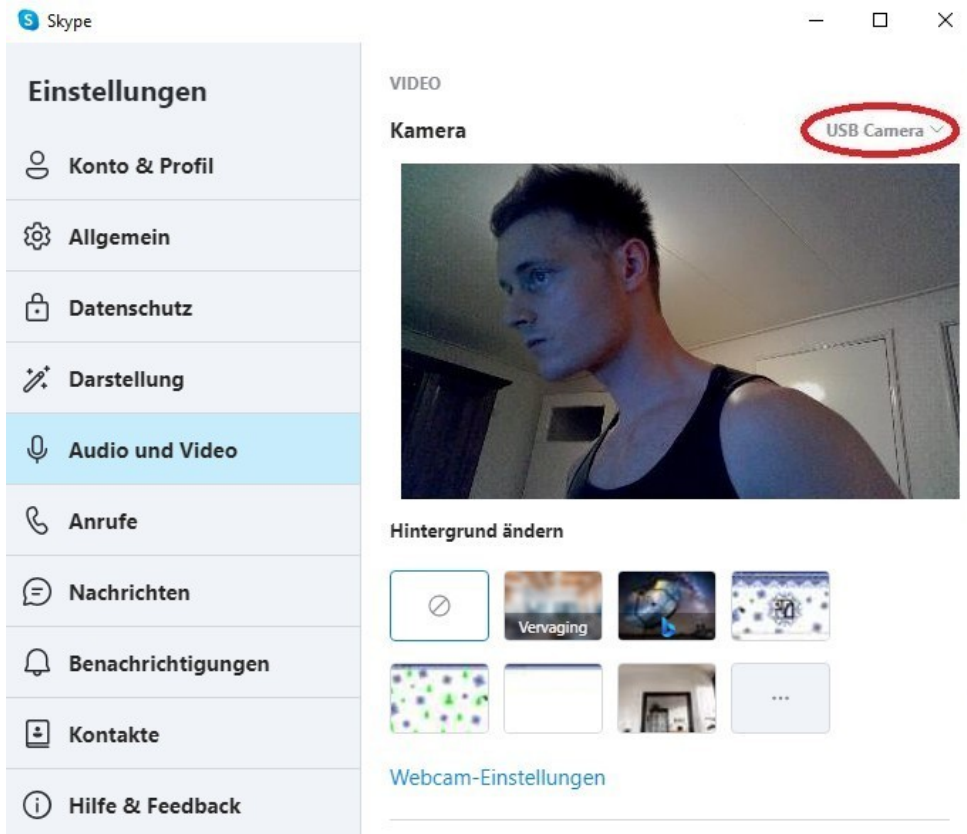 Skype
Einstellungen
Konto & Profil
Allgemein
Datenschutz
Darstellung
Audio und Video
Anrufe
Nachrichten
Benachrichtigungen
Kontakte
Hilfe & Feedback
VIDEO
Kamera
USB Camera
Hintergrund ändern
Vervaging
Webcam-Einstellungen